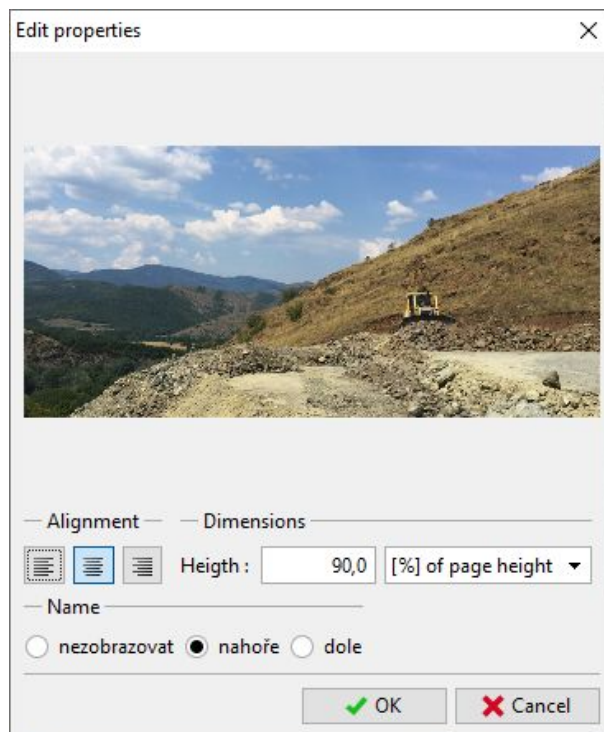 Edit properties
Alignment Dimensions
Heigth : 90,0 [%] of page height
Name
nezobrazovat nahoře dole
OK Cancel